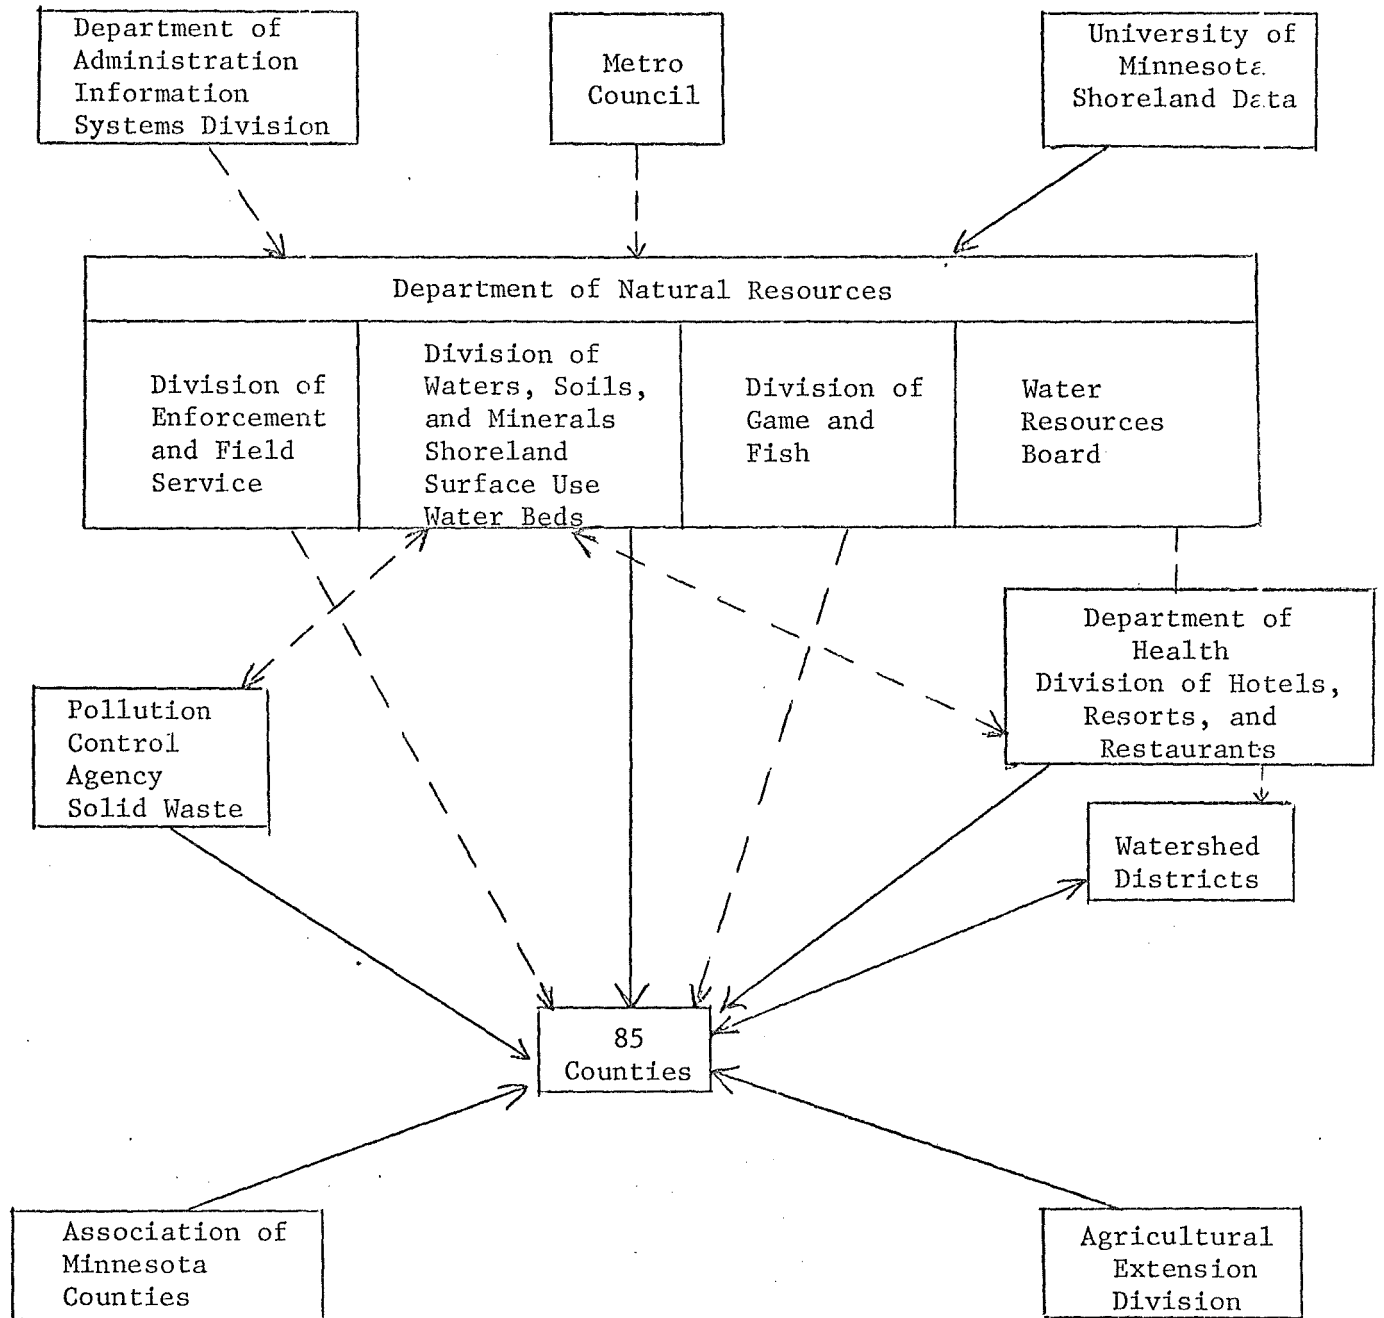 Department of
Administration
Information
Systems Division
Metro
Council
University of
Minnesota
Shoreland Data
Department of Natural Resources
Division of
Enforcement
and Field
Service
Division of
Waters, Soils,
and Minerals
Shoreland
Surface Use
Water Beds
Division of
Game and
Fish
Water
Resources
Board
Department of
Health
Division of Hotels,
Resorts, and
Restaurants
Pollution
Control
Agency
Solid Waste
Watershed
Districts
85
Counties
Association of
Minnesota
Counties
Agricultural
Extension
Division